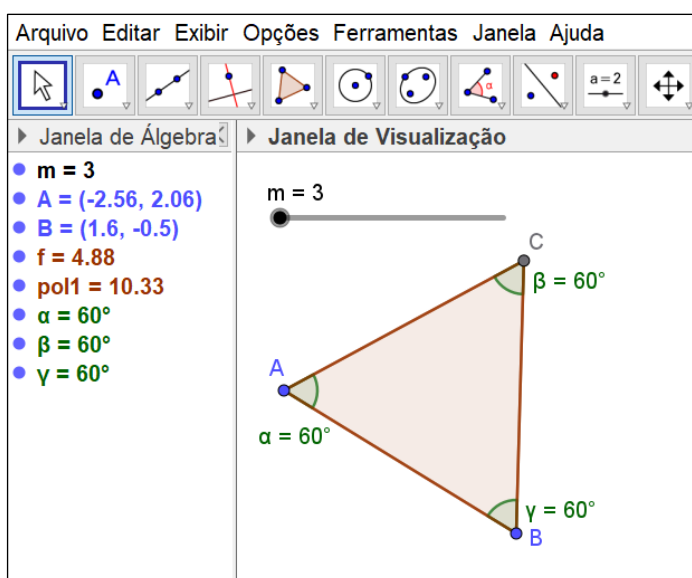 Arquivo Editar Exibir Opções Ferramentas Janela Ajuda
A α a=2
Janela de Álgebra
Janela de Visualização
m = 3
A = (-2.56, 2.06)
B = (1.6, -0.5)
f = 4.88
pol1 = 10.33
α = 60°
β = 60°
γ = 60°
m = 3
C
β = 60°
A
α = 60°
γ = 60°
B